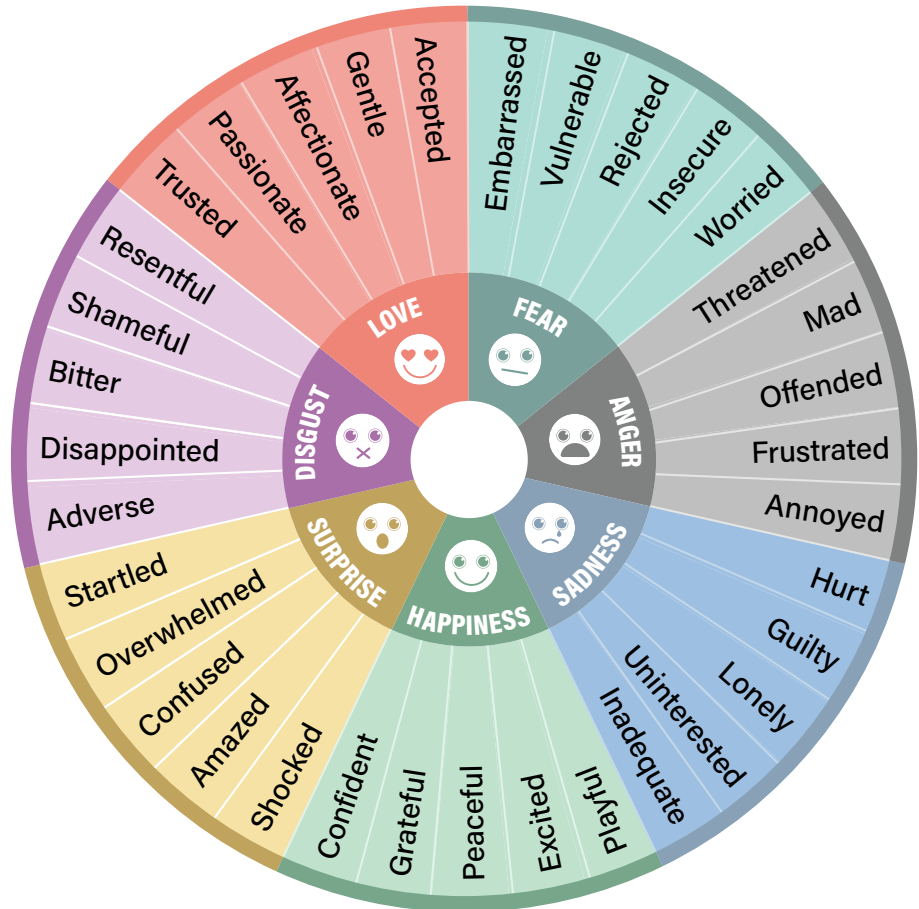 LOVE
Trusted
Passionate
Affectionate
Gentle
Accepted
FEAR
Embarrassed
Vulnerable
Rejected
Insecure
Worried
ANGER
Threatened
Mad
Offended
Frustrated
Annoyed
SADNESS
Hurt
Guilty
Lonely
Uninterested
Inadequate
HAPPINESS
Playful
Excited
Peaceful
Grateful
Confident
SURPRISE
Shocked
Amazed
Confused
Overwhelmed
Startled
DISGUST
Adverse
Disappointed
Bitter
Shameful
Resentful